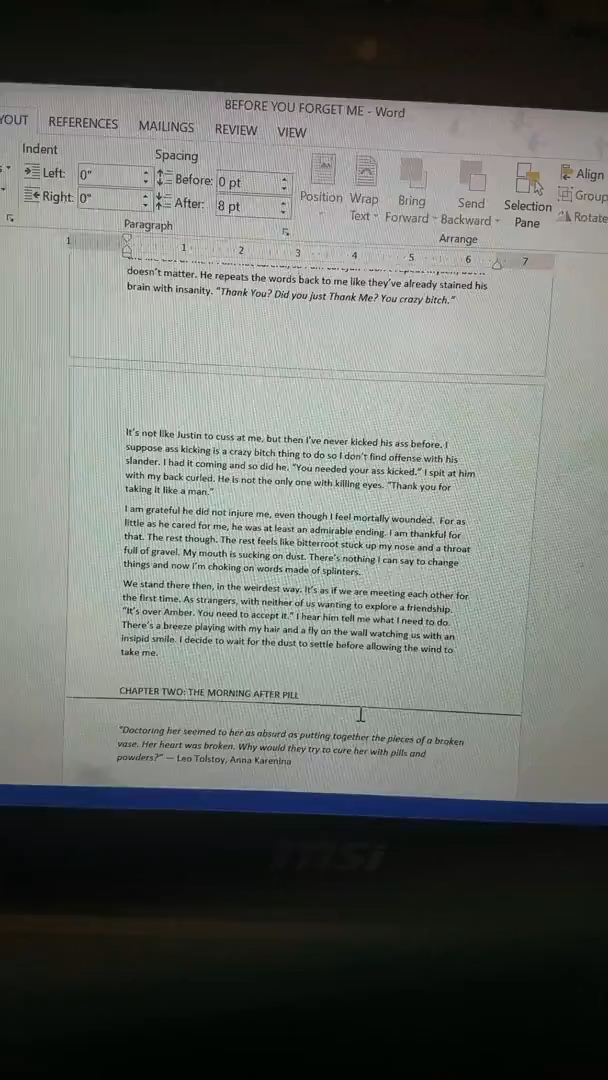 BEFORE YOU FORGET ME - Word
YOUT REFERENCES MAILINGS REVIEW VIEW
Indent Spacing
Left: 0" Before: 0 pt
Right: 0" After: 8 pt
Position Wrap Text Bring Forward Send Backward Selection Pane
Align
Group
Rotate
Paragraph Arrange
1 1 2 3 4 5 6 7
doesn't matter. He repeats the words back to me like they've already stained his
brain with insanity. "Thank You? Did you just Thank Me? You crazy bitch."
It's not like Justin to cuss at me, but then I've never kicked his ass before. I
suppose ass kicking is a crazy bitch thing to do so I don't find offense with his
slander. I had it coming and so did he. "You needed your ass kicked." I spit at him
with my back curled. He is not the only one with killing eyes. "Thank you for
taking it like a man."
I am grateful he did not injure me, even though I feel mortally wounded. For as
little as he cared for me, he was at least an admirable ending. I am thankful for
that. The rest though. The rest feels like bitterroot stuck up my nose and a throat
full of gravel. My mouth is sucking on dust. There's nothing I can say to change
things and now I'm choking on words made of splinters.
We stand there then, in the weirdest way. It's as if we are meeting each other for
the first time. As strangers, with neither of us wanting to explore a friendship.
"It's over Amber. You need to accept it." I hear him tell me what I need to do.
There's a breeze playing with my hair and a fly on the wall watching us with an
insipid smile. I decide to wait for the dust to settle before allowing the wind to
take me.
CHAPTER TWO: THE MORNING AFTER PILL
"Doctoring her seemed to her as absurd as putting together the pieces of a broken
vase. Her heart was broken. Why would they try to cure her with pills and
powders?" — Leo Tolstoy, Anna Karenina
msi